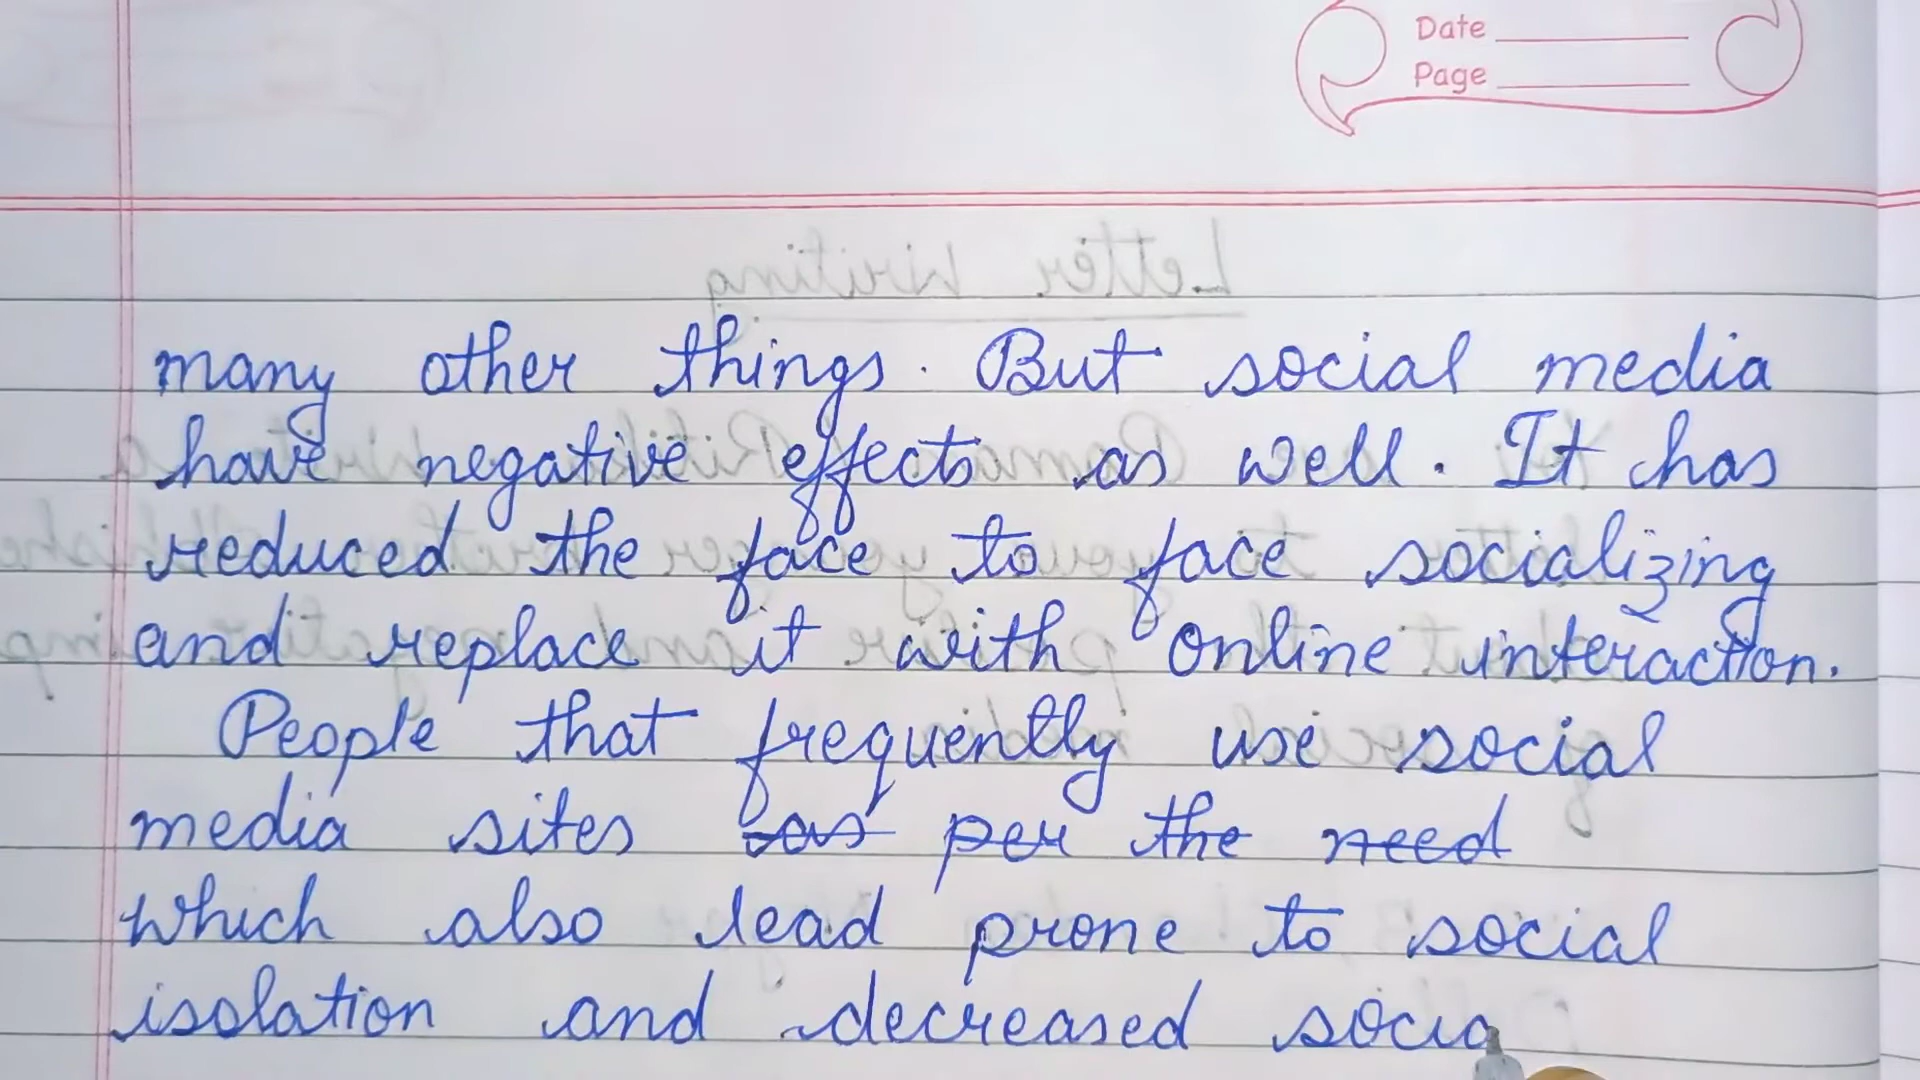 Date
Page
Letter Writing
many other things. But social media
have negative effects as well. It has
reduced the face to face socializing
and replace it with online interaction.
People that frequently use social
media sites as per the need
which also lead prone to social
isolation and decreased socia